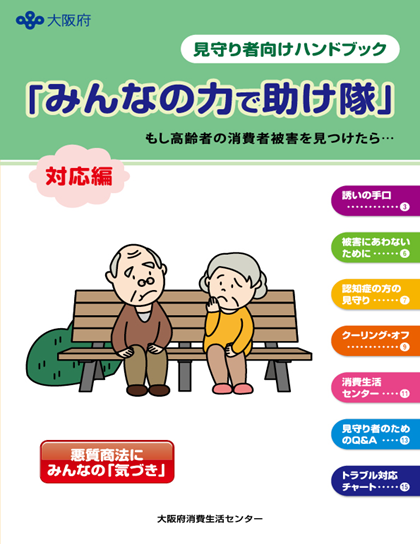 大阪府
見守り者向けハンドブック
「みんなの力で助け隊」
もし高齢者の消費者被害を見つけたら…
対応編
誘いの手口
…………3
被害にあわない
ために……6
認知症の方の
見守り……7
クーリング・オフ
…………9
消費生活
センター……11
見守り者のため
のQ&A……13
トラブル対応
チャート……15
悪質商法に
みんなの「気づき」
大阪府消費生活センター